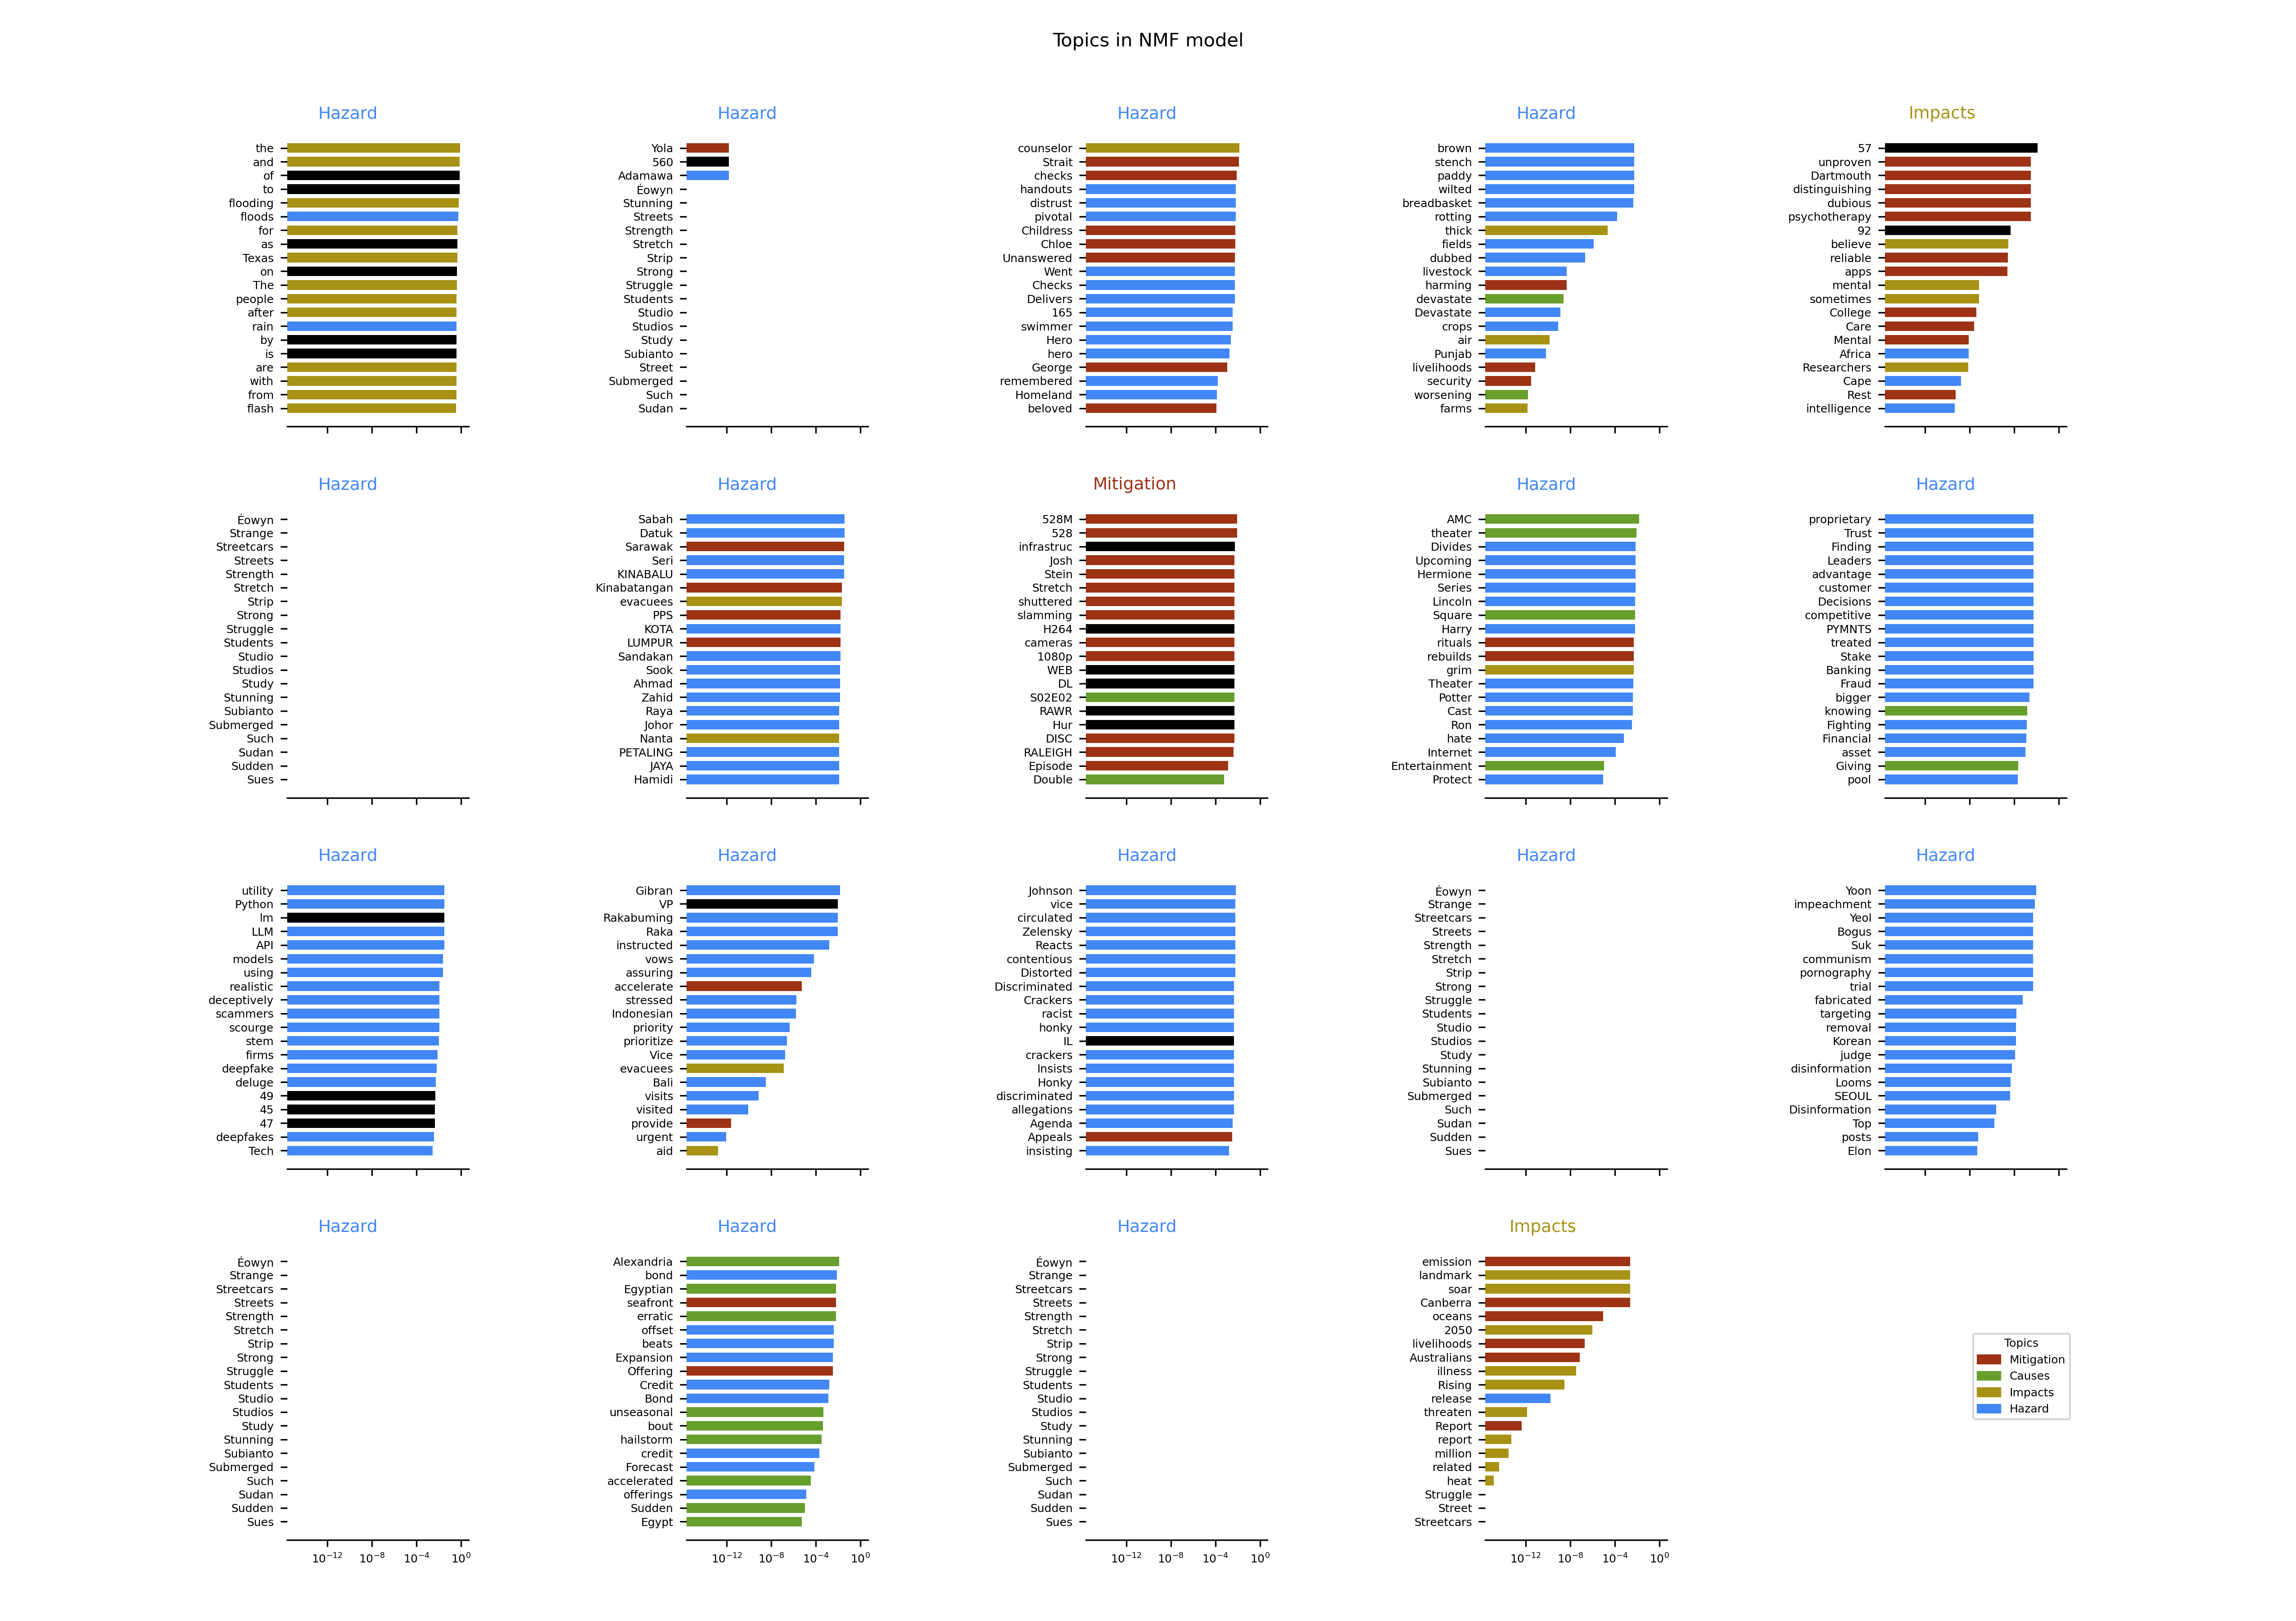 Topics in NMF model
Hazard
the
and
of
to
flooding
floods
for
as
Texas
on
The
people
after
rain
by
is
are
with
from
flash
Hazard
Yola
560
Adamawa
Éowyn
Stunning
Streets
Strength
Stretch
Strip
Strong
Struggle
Students
Studio
Studios
Study
Subianto
Street
Submerged
Such
Sudan
Hazard
counselor
Strait
checks
handouts
distrust
pivotal
Childress
Chloe
Unanswered
Went
Checks
Delivers
165
swimmer
Hero
hero
George
remembered
Homeland
beloved
Hazard
brown
stench
paddy
wilted
breadbasket
rotting
thick
fields
dubbed
livestock
harming
devastate
Devastate
crops
air
Punjab
livelihoods
security
worsening
farms
Impacts
57
unproven
Dartmouth
distinguishing
dubious
psychotherapy
92
believe
reliable
apps
mental
sometimes
College
Care
Mental
Africa
Researchers
Cape
Rest
intelligence
Hazard
Éowyn
Strange
Streetcars
Streets
Strength
Stretch
Strip
Strong
Struggle
Students
Studio
Studios
Study
Stunning
Subianto
Submerged
Such
Sudan
Sudden
Sues
Hazard
Sabah
Datuk
Sarawak
Seri
KINABALU
Kinabatangan
evacuees
PPS
KOTA
LUMPUR
Sandakan
Sook
Ahmad
Zahid
Raya
Johor
Nanta
PETALING
JAYA
Hamidi
Mitigation
528M
528
infrastruc
Josh
Stein
Stretch
shuttered
slamming
H264
cameras
1080p
WEB
DL
S02E02
RAWR
Hur
DISC
RALEIGH
Episode
Double
Hazard
AMC
theater
Divides
Upcoming
Hermione
Series
Lincoln
Square
Harry
rituals
rebuilds
grim
Theater
Potter
Cast
Ron
hate
Internet
Entertainment
Protect
Hazard
proprietary
Trust
Finding
Leaders
advantage
customer
Decisions
competitive
PYMNTS
treated
Stake
Banking
Fraud
bigger
knowing
Fighting
Financial
asset
Giving
pool
Hazard
utility
Python
lm
LLM
API
models
using
realistic
deceptively
scammers
scourge
stem
firms
deepfake
deluge
49
45
47
deepfakes
Tech
Hazard
Gibran
VP
Rakabuming
Raka
instructed
vows
assuring
accelerate
stressed
Indonesian
priority
prioritize
Vice
evacuees
Bali
visits
visited
provide
urgent
aid
Hazard
Johnson
vice
circulated
Zelensky
Reacts
contentious
Distorted
Discriminated
Crackers
racist
honky
IL
crackers
Insists
Honky
discriminated
allegations
Agenda
Appeals
insisting
Hazard
Éowyn
Strange
Streetcars
Streets
Strength
Stretch
Strip
Strong
Struggle
Students
Studio
Studios
Study
Stunning
Subianto
Submerged
Such
Sudan
Sudden
Sues
Hazard
Yoon
impeachment
Yeol
Bogus
Suk
communism
pornography
trial
fabricated
targeting
removal
Korean
judge
disinformation
Looms
SEOUL
Disinformation
Top
posts
Elon
Hazard
Éowyn
Strange
Streetcars
Streets
Strength
Stretch
Strip
Strong
Struggle
Students
Studio
Studios
Study
Stunning
Subianto
Submerged
Such
Sudan
Sudden
Sues
10⁻¹² 10⁻⁸ 10⁻⁴ 10⁰
Hazard
Alexandria
bond
Egyptian
seafront
erratic
offset
beats
Expansion
Offering
Credit
Bond
unseasonal
bout
hailstorm
credit
Forecast
accelerated
offerings
Sudden
Egypt
10⁻¹² 10⁻⁸ 10⁻⁴ 10⁰
Hazard
Éowyn
Strange
Streetcars
Streets
Strength
Stretch
Strip
Strong
Struggle
Students
Studio
Studios
Study
Stunning
Subianto
Submerged
Such
Sudan
Sudden
Sues
10⁻¹² 10⁻⁸ 10⁻⁴ 10⁰
Impacts
emission
landmark
soar
Canberra
oceans
2050
livelihoods
Australians
illness
Rising
release
threaten
Report
report
million
related
heat
Struggle
Street
Streetcars
10⁻¹² 10⁻⁸ 10⁻⁴ 10⁰
Topics
Mitigation
Causes
Impacts
Hazard